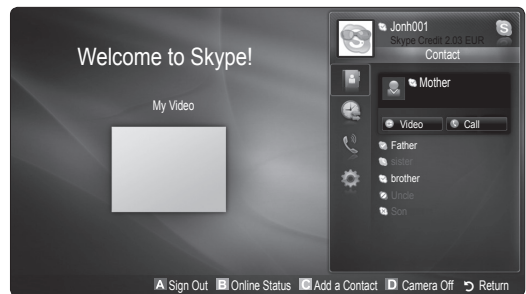 Jonh001
Skype Credit 2.03 EUR
Contact
Welcome to Skype!
My Video
Mother
Video Call
Father
sister
brother
Uncle
Son
A Sign Out B Online Status C Add a Contact D Camera Off Return